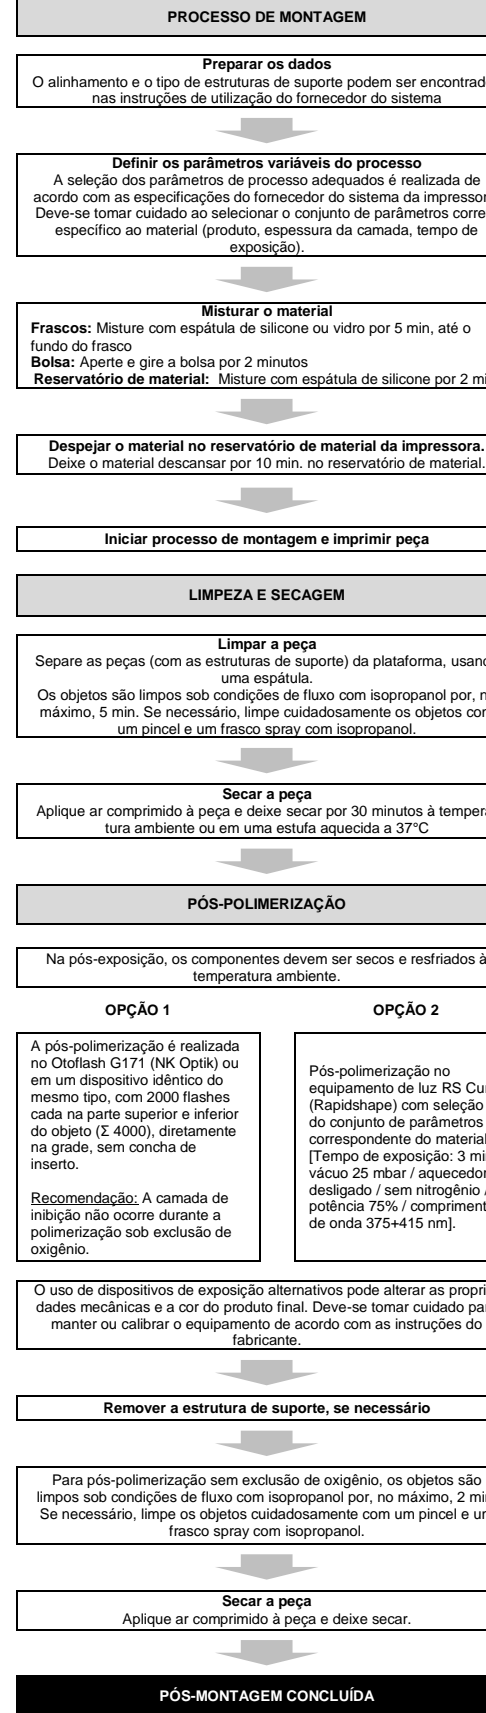 PROCESSO DE MONTAGEM
Preparar os dados
O alinhamento e o tipo de estruturas de suporte podem ser encontrad
nas instruções de utilização do fornecedor do sistema
Definir os parâmetros variáveis do processo
A seleção dos parâmetros de processo adequados é realizada de
acordo com as especificações do fornecedor do sistema da impressor
Deve-se tomar cuidado ao selecionar o conjunto de parâmetros corre
específico ao material (produto, espessura da camada, tempo de
exposição).
Misturar o material
Frascos: Misture com espátula de silicone ou vidro por 5 min, até o
fundo do frasco
Bolsa: Aperte e gire a bolsa por 2 minutos
Reservatório de material: Misture com espátula de silicone por 2 mi
Despejar o material no reservatório de material da impressora.
Deixe o material descansar por 10 min. no reservatório de material.
Iniciar processo de montagem e imprimir peça
LIMPEZA E SECAGEM
Limpar a peça
Separe as peças (com as estruturas de suporte) da plataforma, usand
uma espátula.
Os objetos são limpos sob condições de fluxo com isopropanol por, n
máximo, 5 min. Se necessário, limpe cuidadosamente os objetos com
um pincel e um frasco spray com isopropanol.
Secar a peça
Aplique ar comprimido à peça e deixe secar por 30 minutos à tempera
tura ambiente ou em uma estufa aquecida a 37°C
PÓS-POLIMERIZAÇÃO
Na pós-exposição, os componentes devem ser secos e resfriados à
temperatura ambiente.
OPÇÃO 1
A pós-polimerização é realizada
no Otoflash G171 (NK Optik) ou
em um dispositivo idêntico do
mesmo tipo, com 2000 flashes
cada na parte superior e inferior
do objeto (Σ 4000), diretamente
na grade, sem concha de
inserto.
Recomendação: A camada de
inibição não ocorre durante a
polimerização sob exclusão de
oxigênio.
OPÇÃO 2
Pós-polimerização no
equipamento de luz RS Cu
(Rapidshape) com seleção
do conjunto de parâmetros
correspondente do material
[Tempo de exposição: 3 mi
vácuo 25 mbar / aquecedor
desligado / sem nitrogênio /
potência 75% / compriment
de onda 375+415 nm].
O uso de dispositivos de exposição alternativos pode alterar as propri
dades mecânicas e a cor do produto final. Deve-se tomar cuidado par
manter ou calibrar o equipamento de acordo com as instruções do
fabricante.
Remover a estrutura de suporte, se necessário
Para pós-polimerização sem exclusão de oxigênio, os objetos são
limpos sob condições de fluxo com isopropanol por, no máximo, 2 mi
Se necessário, limpe os objetos cuidadosamente com um pincel e um
frasco spray com isopropanol.
Secar a peça
Aplique ar comprimido à peça e deixe secar.
PÓS-MONTAGEM CONCLUÍDA